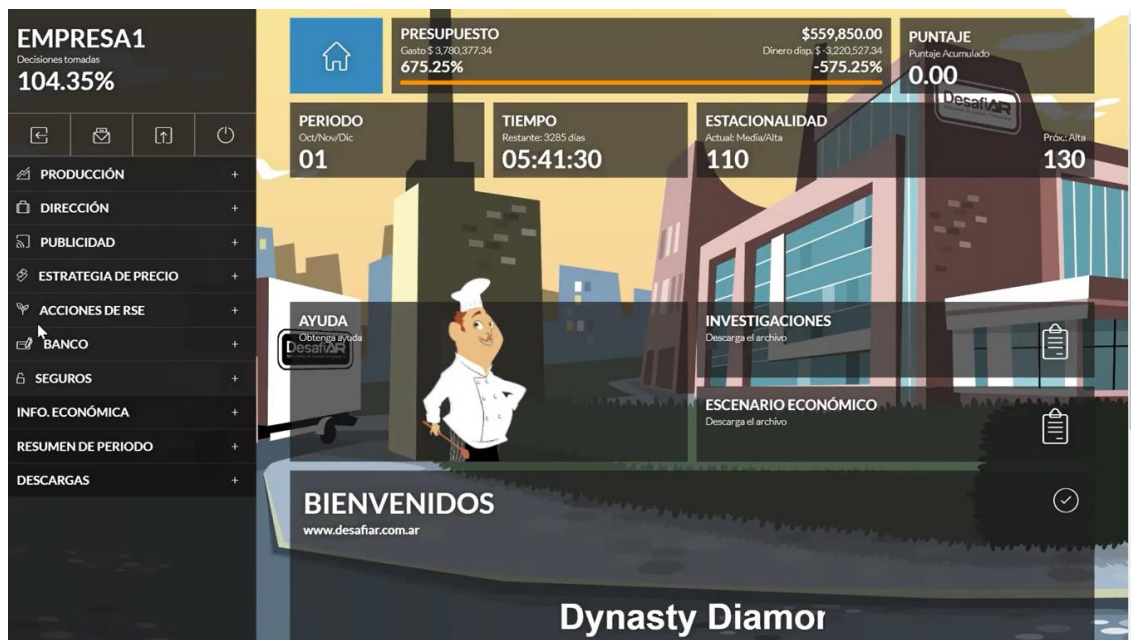 EMPRESA1
Decisiones tomadas
104.35%
PRODUCCIÓN +
DIRECCIÓN +
PUBLICIDAD +
ESTRATEGIA DE PRECIO +
ACCIONES DE RSE +
BANCO +
SEGUROS +
INFO. ECONÓMICA +
RESUMEN DE PERIODO +
DESCARGAS +
PRESUPUESTO $559,850.00
Gasto $ 3,780,377.34 Dinero disp. $ -3,220,527.34
675.25% -575.25%
PUNTAJE
Puntaje Acumulado
0.00
DesafiAR
PERIODO
Oct/Nov/Dic
01
TIEMPO
Restante: 3285 días
05:41:30
ESTACIONALIDAD
Actual: Media/Alta Próx.: Alta
110 130
AYUDA
Obtenga ayuda
DesafiAR
INVESTIGACIONES
Descarga el archivo
ESCENARIO ECONÓMICO
Descarga el archivo
BIENVENIDOS
www.desafiar.com.ar
Dynasty Diamor